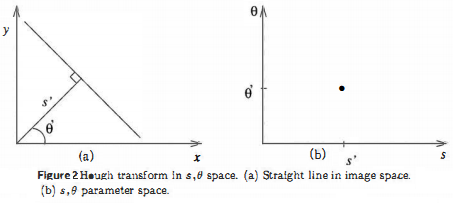 y
s'
θ'
(a)
x
θ
θ'
(b)
s'
s
Figure 2 Hough transform in s,θ space. (a) Straight line in image space.
(b) s,θ parameter space.